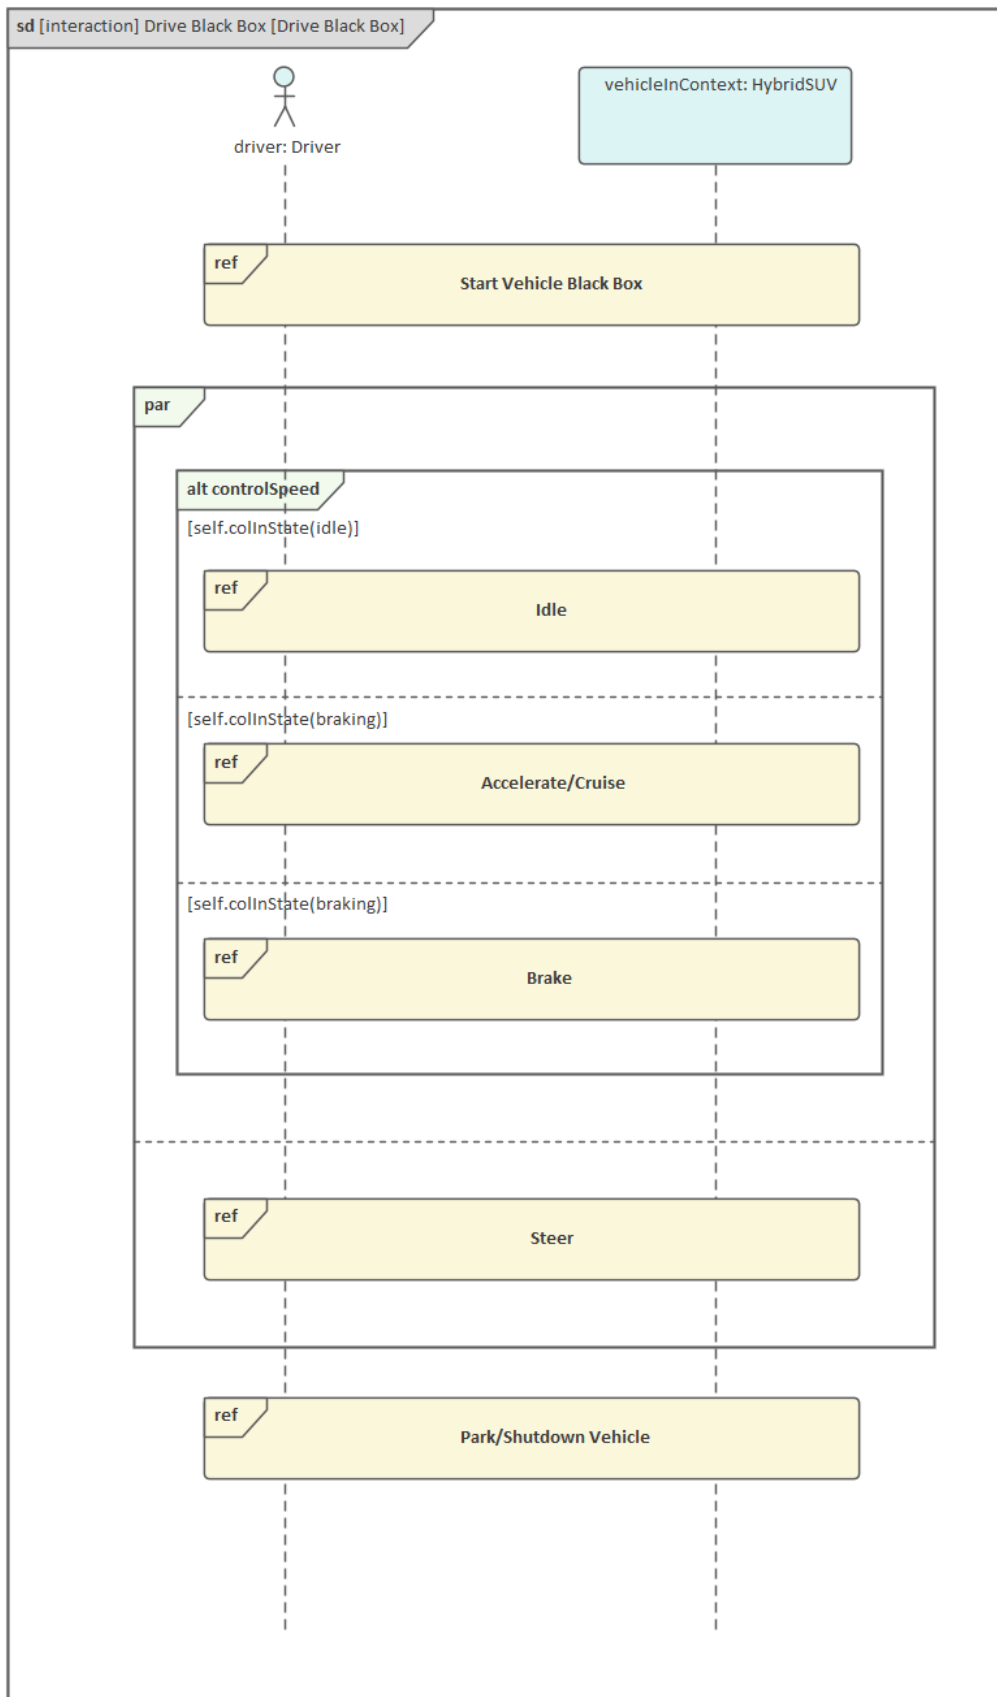 sd [interaction] Drive Black Box [Drive Black Box]
driver: Driver
vehicleInContext: HybridSUV
ref
Start Vehicle Black Box
par
alt controlSpeed
[self.colInState(idle)]
ref
Idle
[self.colInState(braking)]
ref
Accelerate/Cruise
[self.colInState(braking)]
ref
Brake
ref
Steer
ref
Park/Shutdown Vehicle